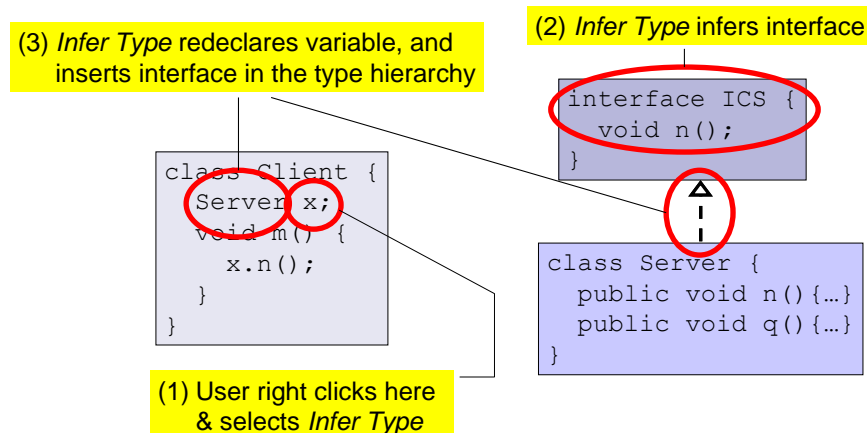 (3) Infer Type redeclares variable, and
inserts interface in the type hierarchy
(2) Infer Type infers interface
interface ICS {
void n();
}
class Client {
Server x;
void m() {
x.n();
}
}
class Server {
public void n(){…}
public void q(){…}
}
(1) User right clicks here
& selects Infer Type